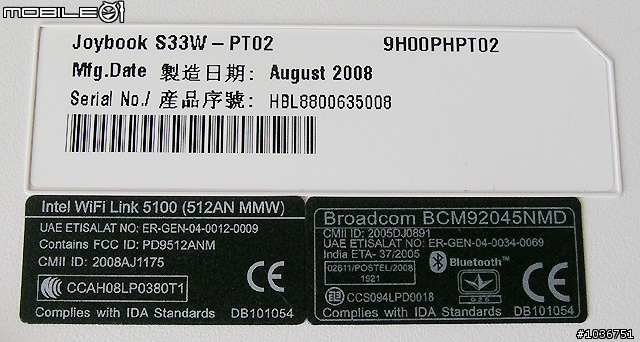 MOBILE01
Joybook S33W – PT02 9H00PHPT02
Mfg.Date 製造日期: August 2008
Serial No./ 產品序號: HBL8800635008
Intel WiFi Link 5100 (512AN MMW)
UAE ETISALAT NO: ER-GEN-04-0012-0009
Contains FCC ID: PD9512ANM
CMII ID: 2008AJ1175
CCAH08LP0380T1
CE
Complies with IDA Standards DB101054
Broadcom BCM92045NMD
CMII ID: 2005DJ0891
UAE ETISALAT NO: ER-GEN-04-0034-0069
India ETA- 37/2005
Bluetooth™
02611/POSTEL/2008
1921
CCS094LPD0018
CE
Complies with IDA Standards DB101054
#1036751